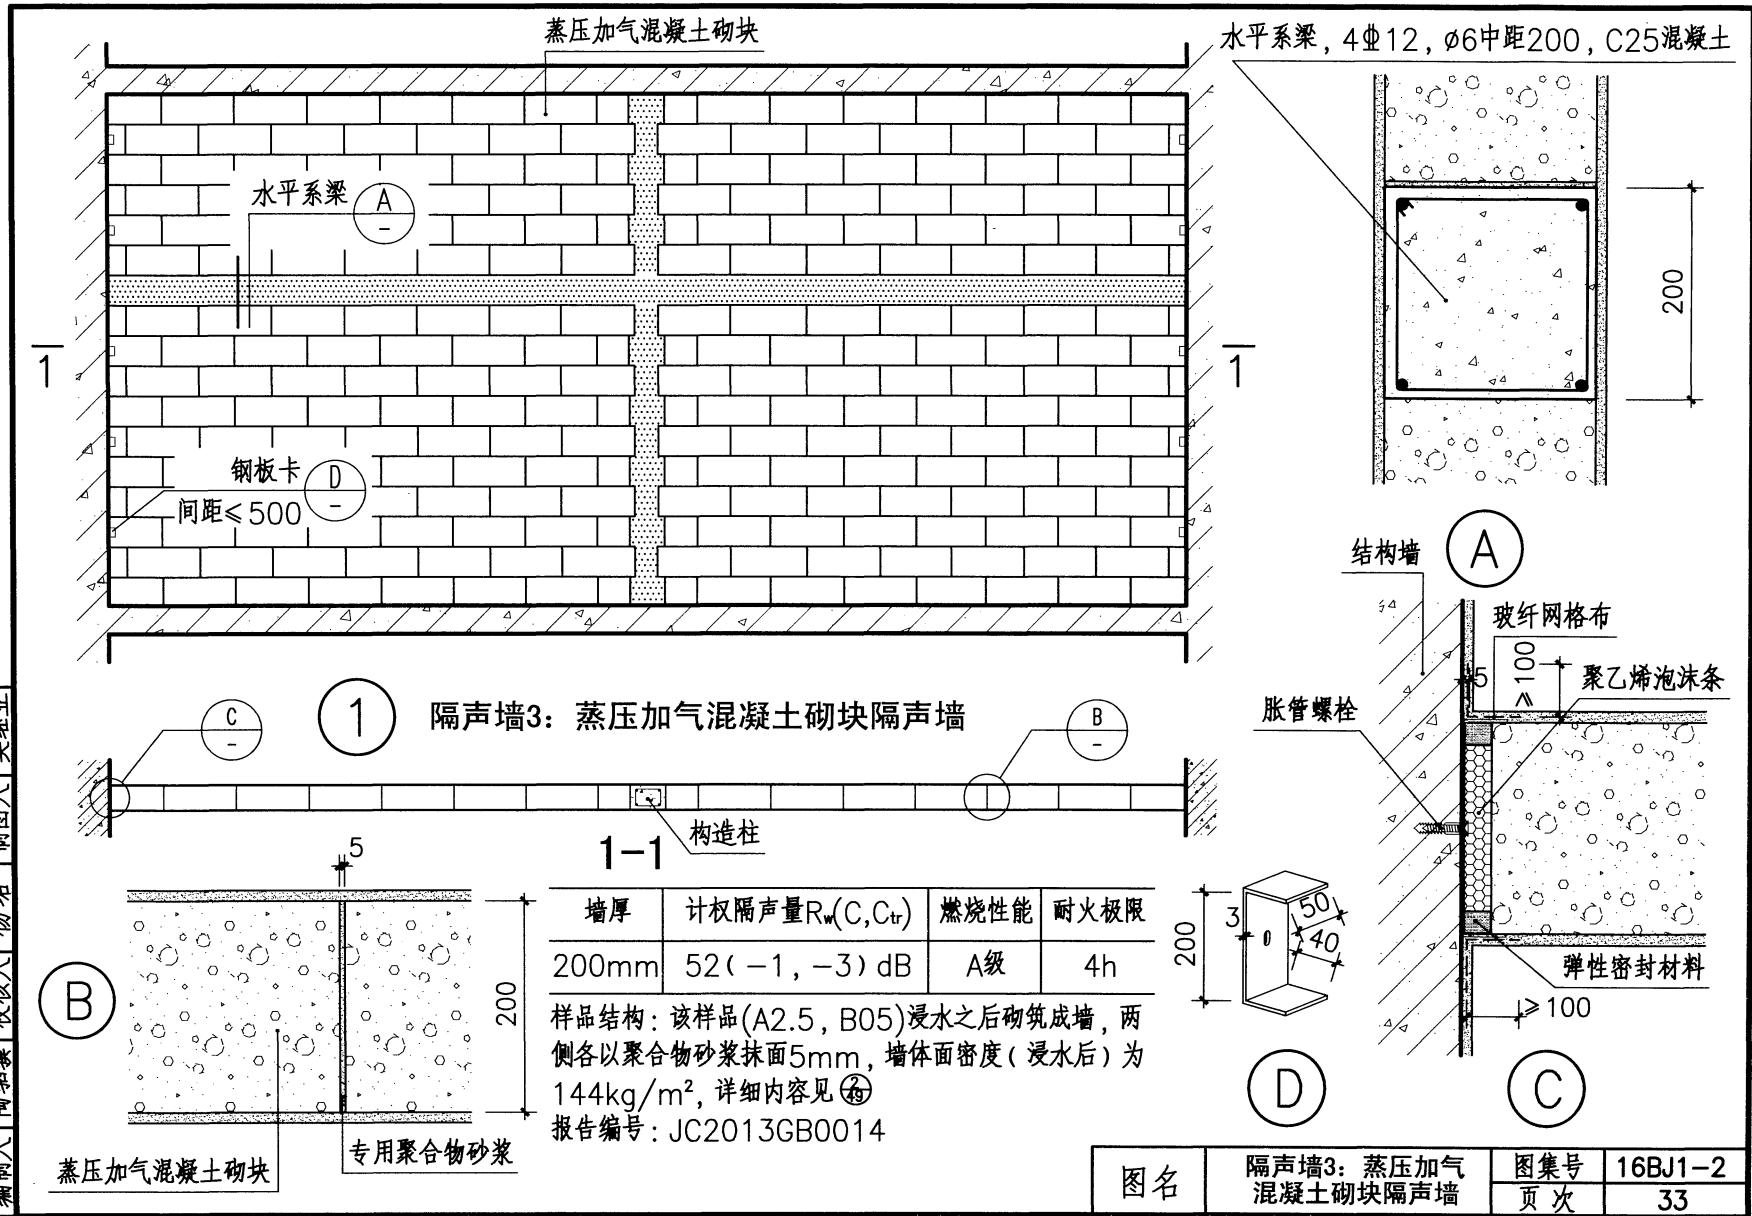 蒸压加气混凝土砌块
水平系梁, 4⌀12, ø6中距200, C25混凝土
水平系梁
A
-
200
1
1
钢板卡
间距≤500
D
-
A
结构墙
玻纤网格布
≥100
5
聚乙烯泡沫条
胀管螺栓
弹性密封材料
≥100
C
1
隔声墙3：蒸压加气混凝土砌块隔声墙
C
-
B
-
构造柱
1-1
5
200
B
蒸压加气混凝土砌块
专用聚合物砂浆
墙厚 计权隔声量Rw(C,Ctr) 燃烧性能 耐火极限
200mm 52(-1,-3)dB A级 4h
样品结构：该样品(A2.5, B05)浸水之后砌筑成墙, 两
侧各以聚合物砂浆抹面5mm, 墙体面密度(浸水后)为
144kg/m², 详细内容见 2/49
报告编号：JC2013GB0014
200
3
50
40
D
图名
隔声墙3：蒸压加气
混凝土砌块隔声墙
图集号 16BJ1-2
页次 33